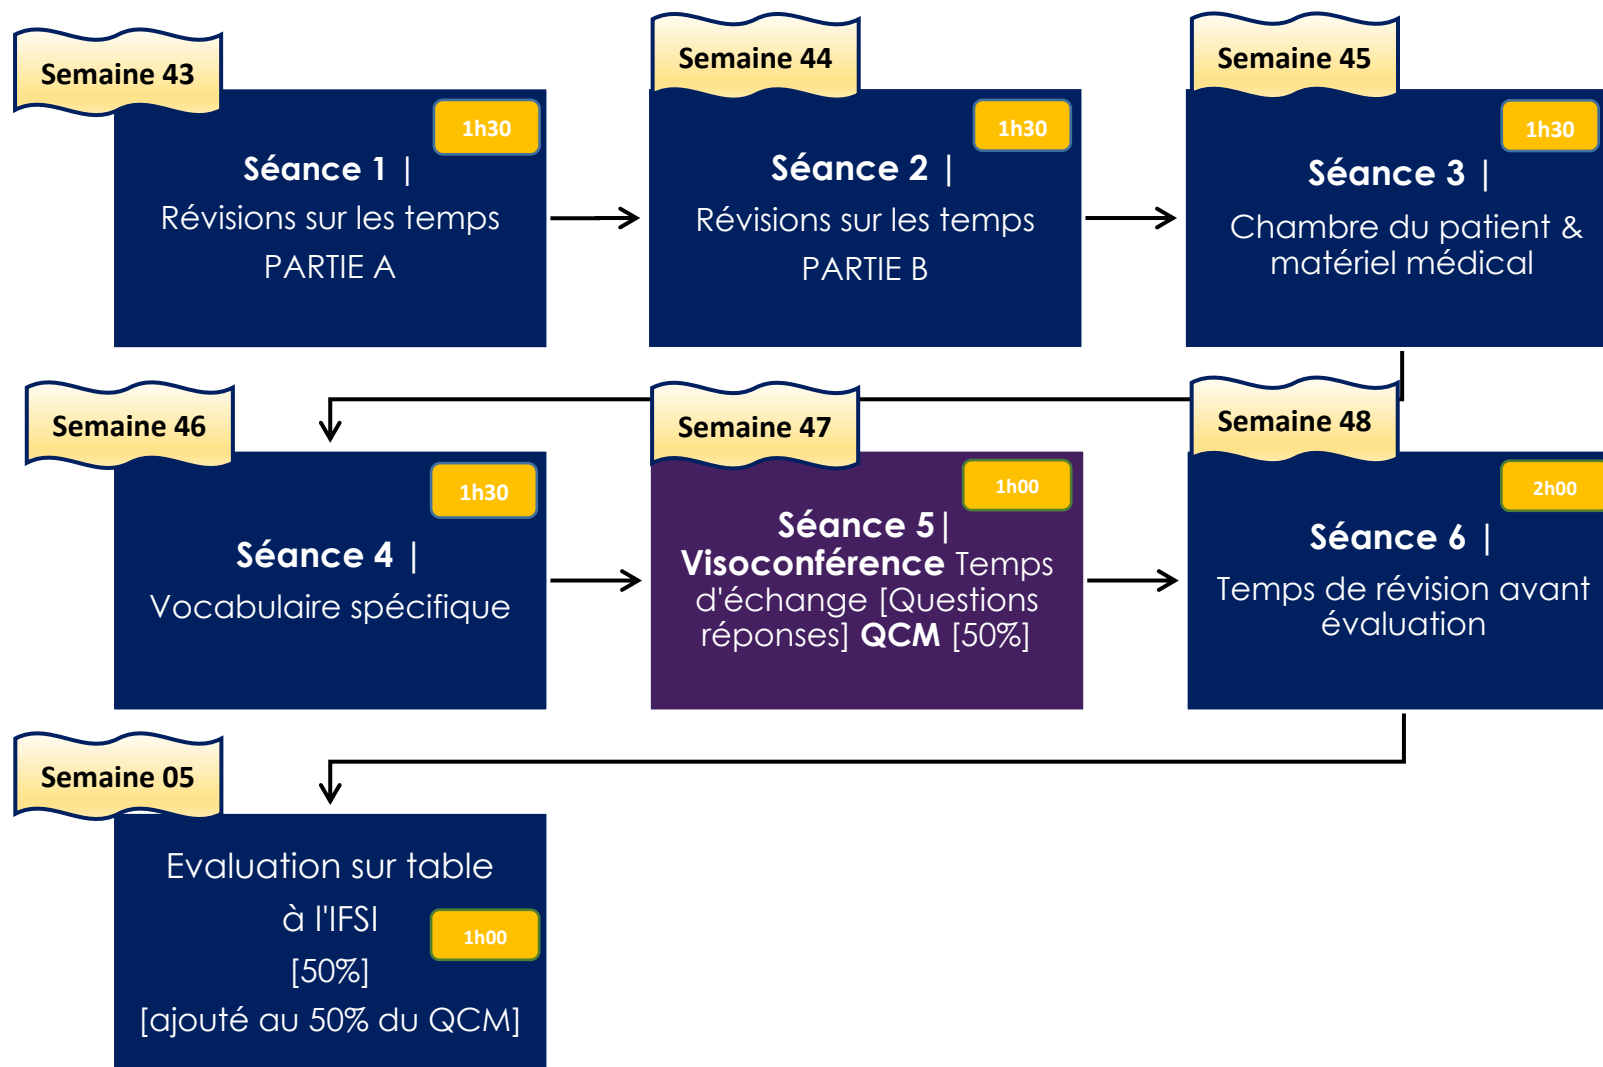 Semaine 43
1h30
Séance 1 |
Révisions sur les temps
PARTIE A
Semaine 44
1h30
Séance 2 |
Révisions sur les temps
PARTIE B
Semaine 45
1h30
Séance 3 |
Chambre du patient &
matériel médical
Semaine 46
1h30
Séance 4 |
Vocabulaire spécifique
Semaine 47
1h00
Séance 5|
Visoconférence Temps
d'échange [Questions
réponses] QCM [50%]
Semaine 48
2h00
Séance 6 |
Temps de révision avant
évaluation
Semaine 05
Evaluation sur table
à l'IFSI
1h00
[50%]
[ajouté au 50% du QCM]